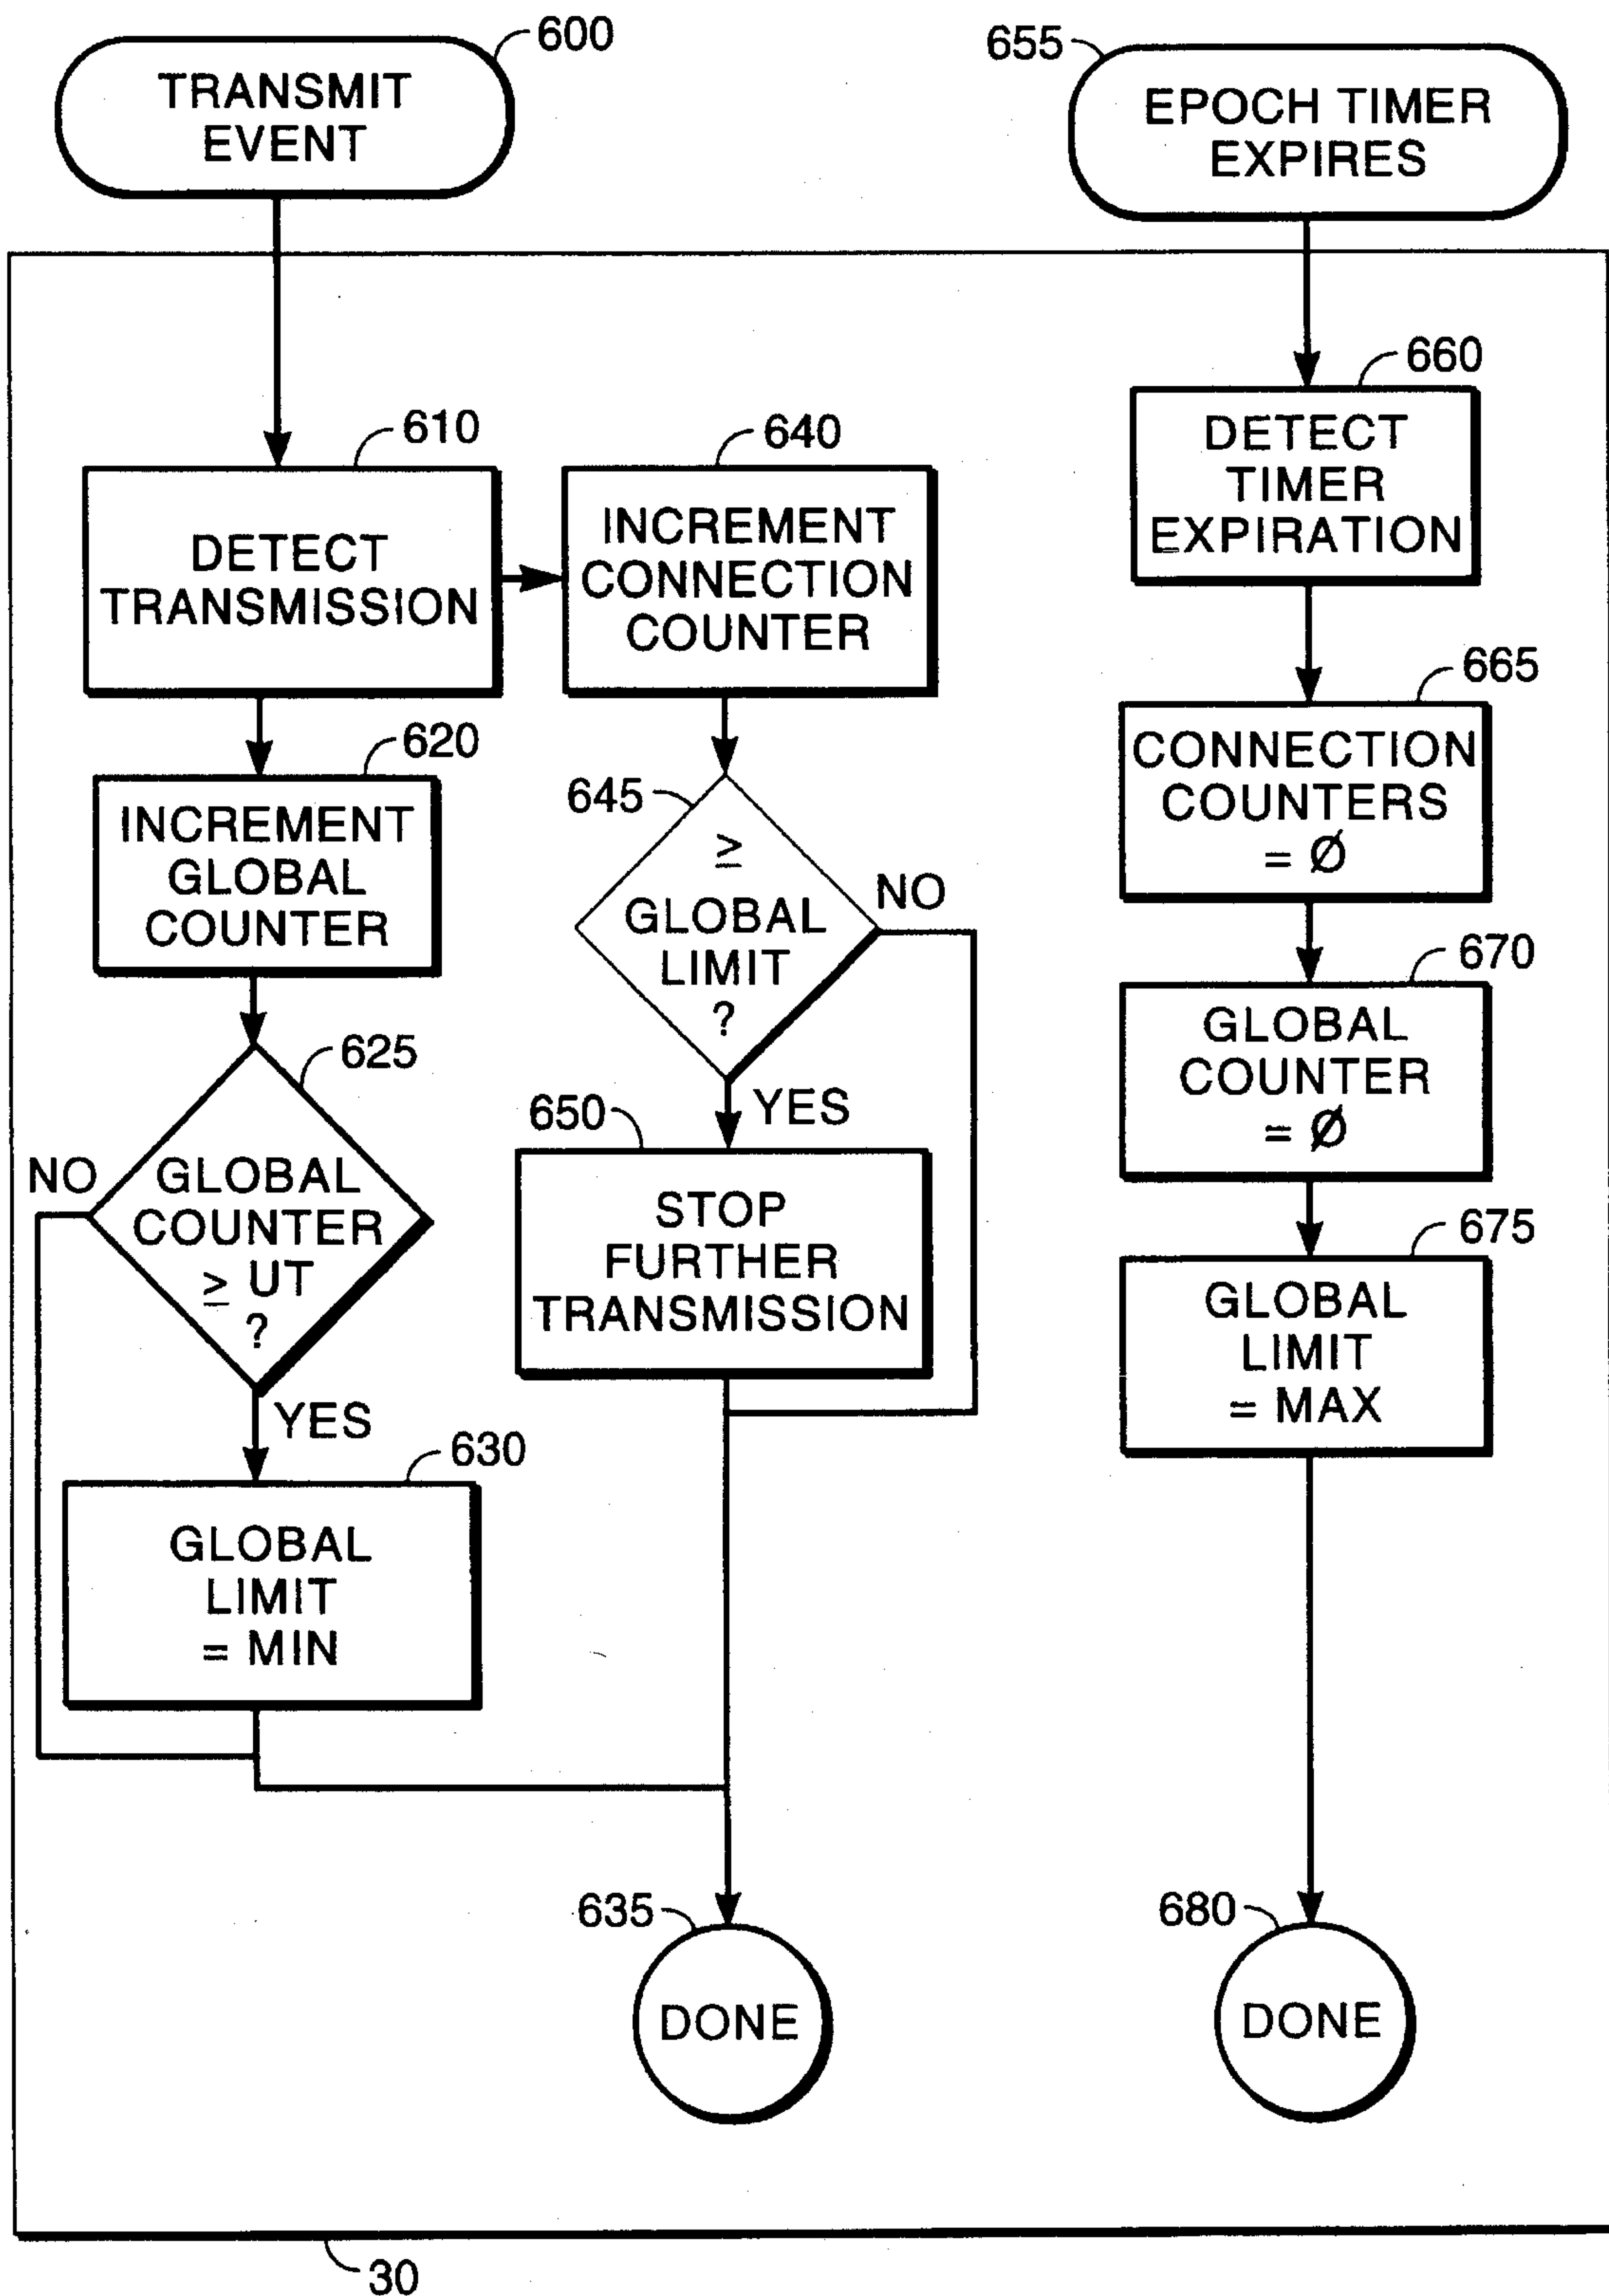 600
TRANSMIT
EVENT
655
EPOCH TIMER
EXPIRES
610
DETECT
TRANSMISSION
640
INCREMENT
CONNECTION
COUNTER
660
DETECT
TIMER
EXPIRATION
620
INCREMENT
GLOBAL
COUNTER
645
≥
GLOBAL
LIMIT
?
NO
YES
665
CONNECTION
COUNTERS
= Ø
625
GLOBAL
COUNTER
≥ UT
?
NO
YES
650
STOP
FURTHER
TRANSMISSION
670
GLOBAL
COUNTER
= Ø
630
GLOBAL
LIMIT
= MIN
675
GLOBAL
LIMIT
= MAX
635
DONE
680
DONE
30